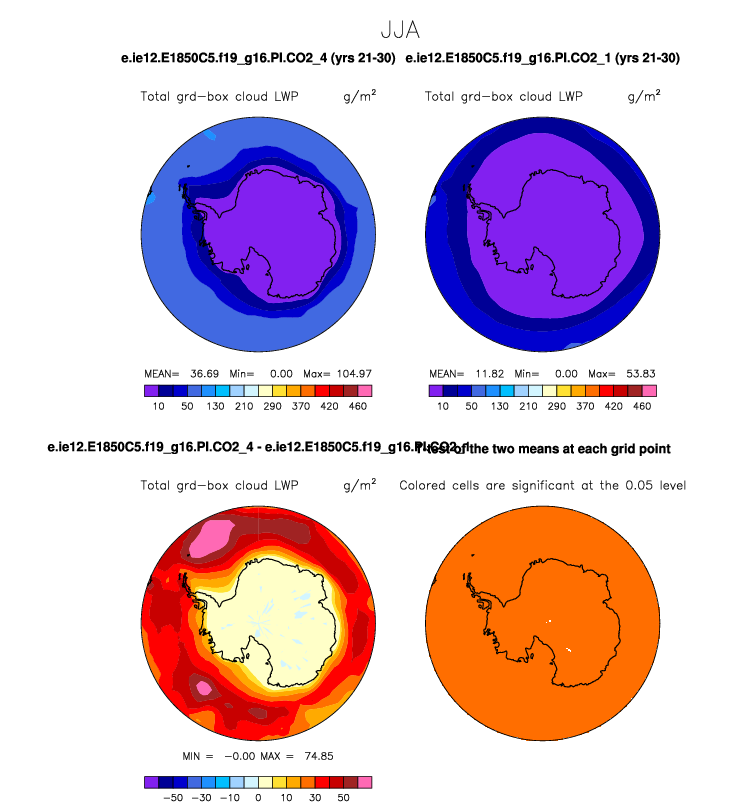 JJA
e.ie12.E1850C5.f19_g16.PI.CO2_4 (yrs 21-30) e.ie12.E1850C5.f19_g16.PI.CO2_1 (yrs 21-30)
Total grd-box cloud LWP g/m² Total grd-box cloud LWP g/m²
MEAN= 36.69 Min= 0.00 Max= 104.97 MEAN= 11.82 Min= 0.00 Max= 53.83
10 50 130 210 290 370 420 460 10 50 130 210 290 370 420 460
e.ie12.E1850C5.f19_g16.PI.CO2_4 - e.ie12.E1850C5.f19_g16.PI.CO2_1 T-test of the two means at each grid point
Total grd-box cloud LWP g/m² Colored cells are significant at the 0.05 level
MIN = -0.00 MAX = 74.85
-50 -30 -10 0 10 30 50